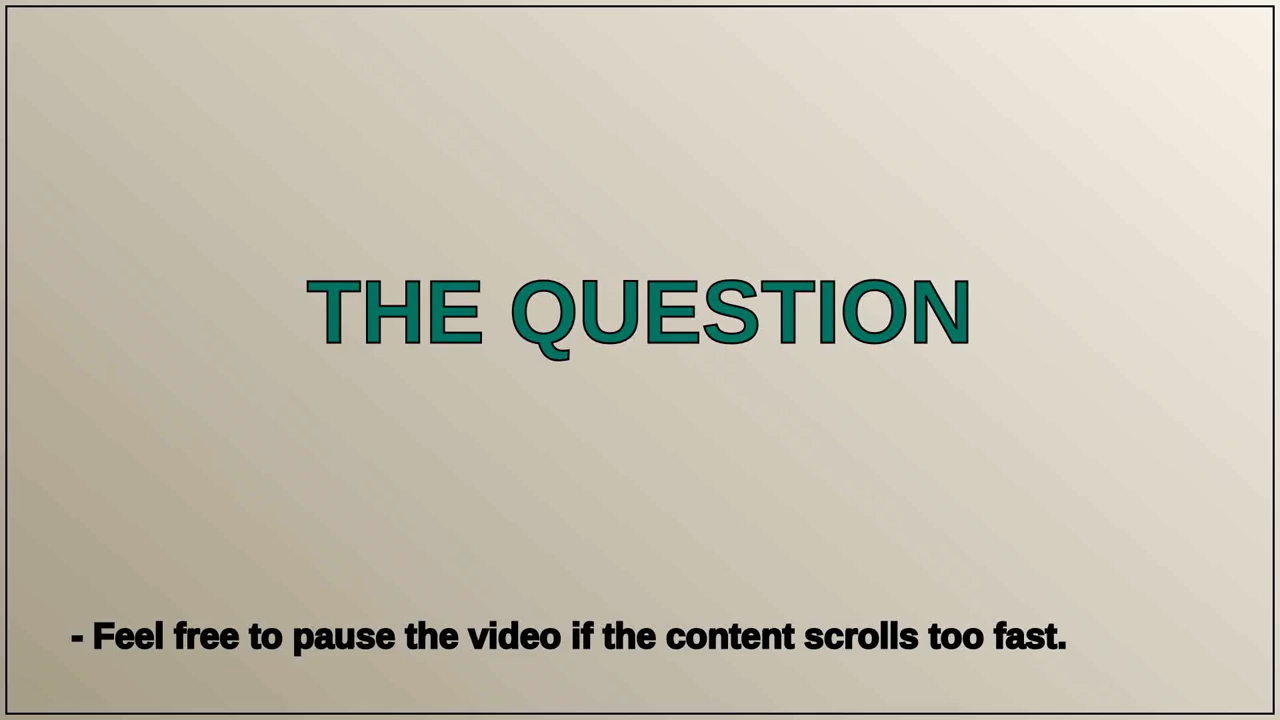 THE QUESTION
- Feel free to pause the video if the content scrolls too fast.